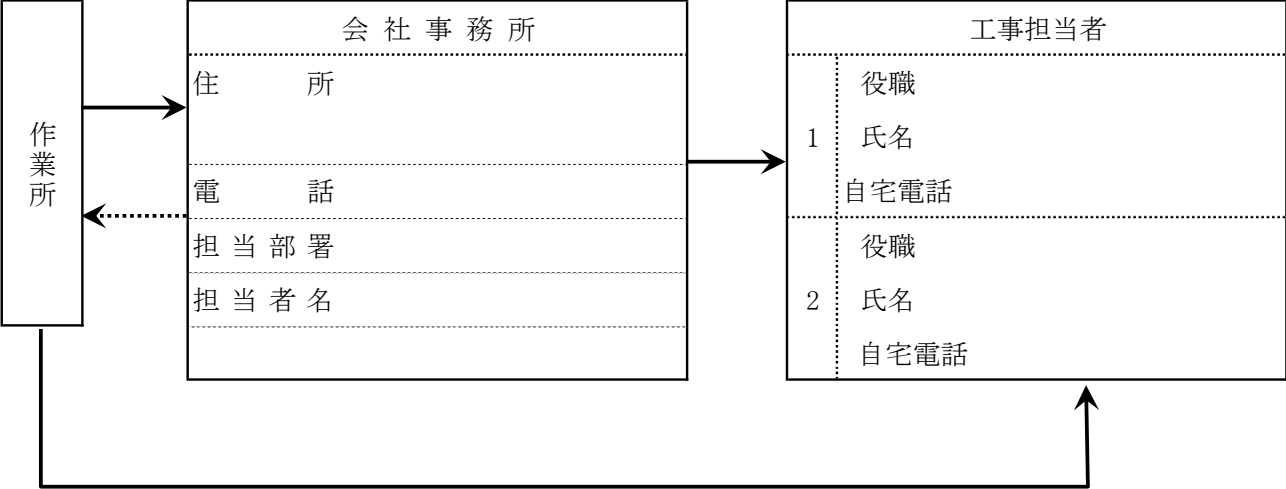 作業所
会社事務所
住所
電話
担当部署
担当者名
工事担当者
1
役職
氏名
自宅電話
2
役職
氏名
自宅電話